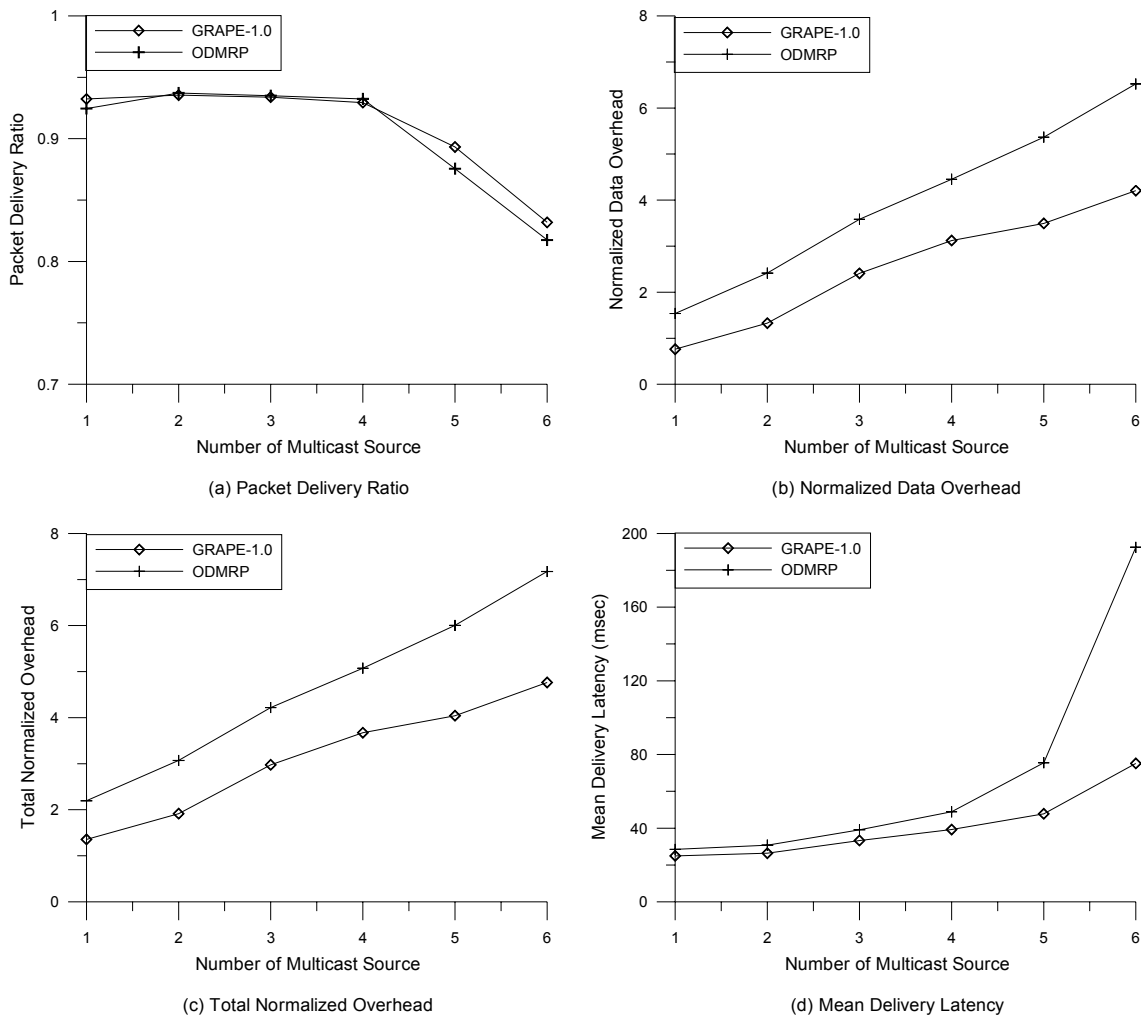 1
GRAPE-1.0
ODMRP
0.9
0.8
0.7
Packet Delivery Ratio
1 2 3 4 5 6
Number of Multicast Source
(a) Packet Delivery Ratio
8
GRAPE-1.0
ODMRP
6
4
2
0
Normalized Data Overhead
1 2 3 4 5 6
Number of Multicast Source
(b) Normalized Data Overhead
8
GRAPE-1.0
ODMRP
6
4
2
0
Total Normalized Overhead
1 2 3 4 5 6
Number of Multicast Source
(c) Total Normalized Overhead
200
GRAPE-1.0
ODMRP
160
120
80
40
0
Mean Delivery Latency (msec)
1 2 3 4 5 6
Number of Multicast Source
(d) Mean Delivery Latency